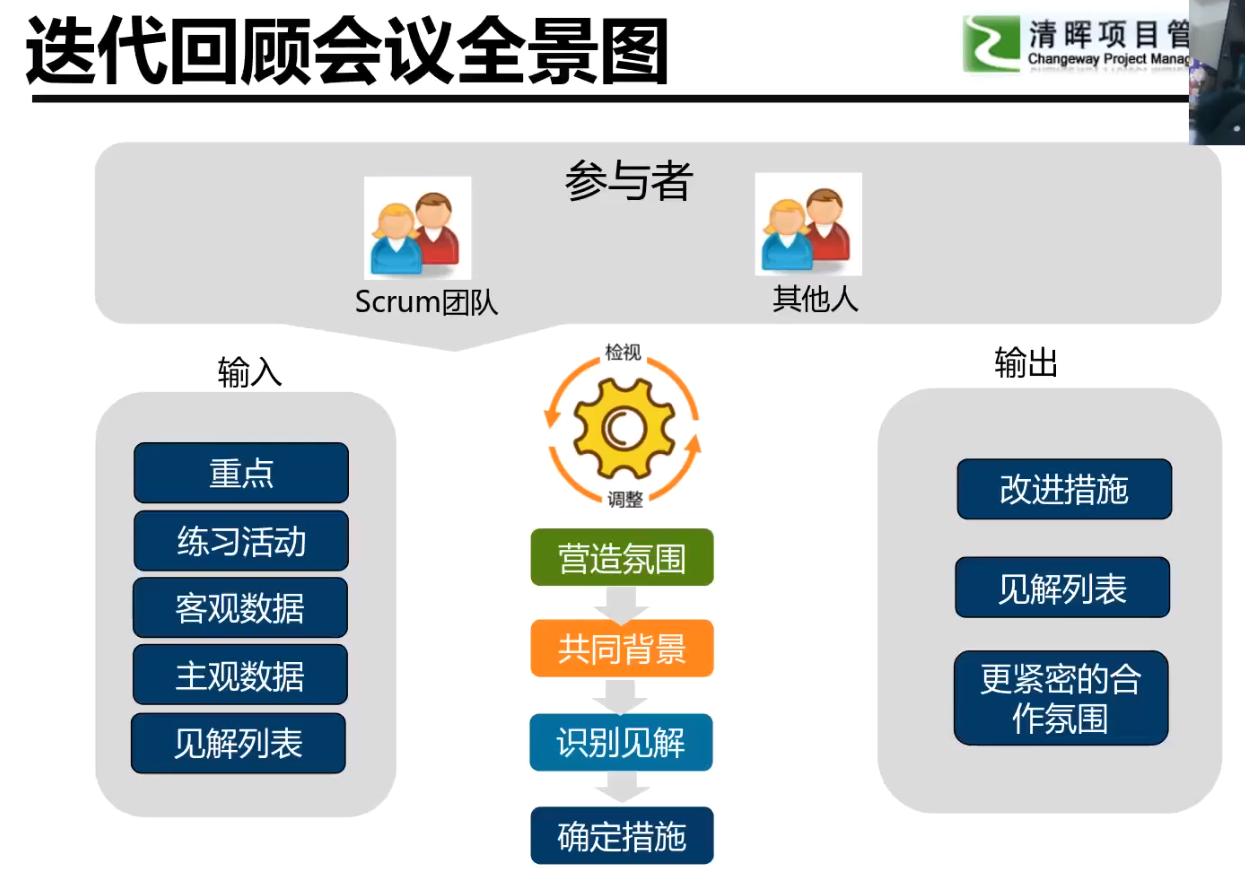 迭代回顾会议全景图
清晖项目管
Changeway Project Manag
参与者
Scrum团队
其他人
输入
重点
练习活动
客观数据
主观数据
见解列表
检视
调整
营造氛围
共同背景
识别见解
确定措施
输出
改进措施
见解列表
更紧密的合
作氛围